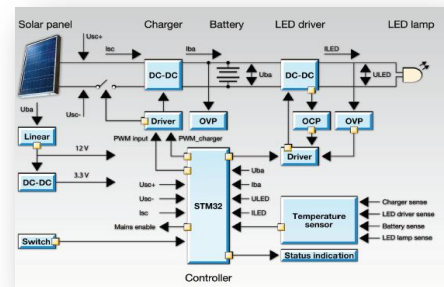 Solar panel
Charger
Battery
LED driver
LED lamp
Usc+
Isc
Iba
ILED
DC-DC
Uba
DC-DC
ULED
Usc-
Uba
Driver
OVP
OCP
OVP
Linear
PWM input
PWM_charger
Driver
12 V
3.3 V
DC-DC
STM32
Usc+
Usc-
Isc
Mains enable
Uba
Iba
ULED
ILED
Temperature
sensor
Charger sense
LED driver sense
Battery sense
LED lamp sense
Switch
Status indication
Controller